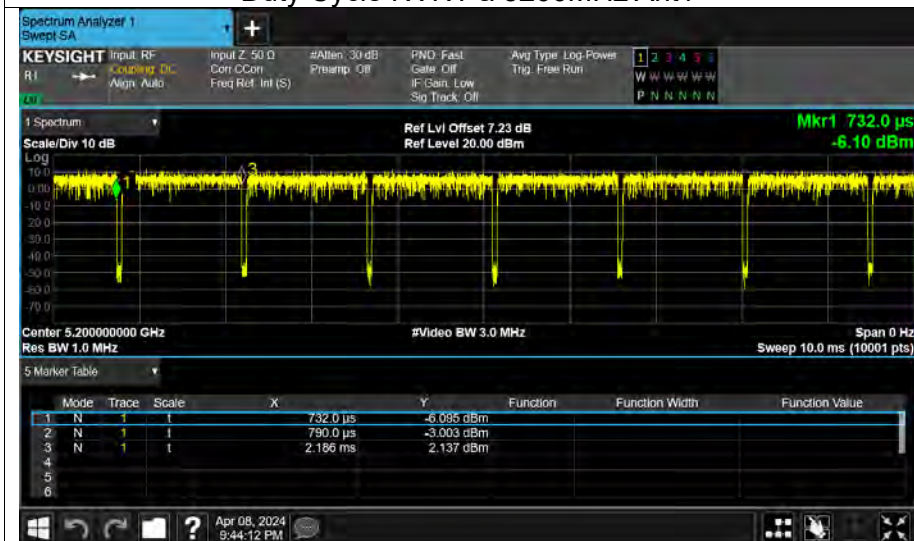 Spectrum Analyzer 1
Swept SA
+
KEYSIGHT Input: RF Input Z: 50 Ω #Atten: 30 dB PNO: Fast Avg Type: Log-Power 1 2 3 4 5 6
Coupling: DC Corr CCorr Preamp: Off Gate: Off Trig: Free Run W W W W W W
Align: Auto Freq Ref: Int (S) IF Gain: Low
Sig Track: Off P N N N N N
1 Spectrum
Ref Lvl Offset 7.23 dB Mkr1 732.0 µs
Scale/Div 10 dB Ref Level 20.00 dBm -6.10 dBm
Log
10.0
0.00
-10.0
-20.0
-30.0
-40.0
-50.0
-60.0
-70.0
1
3
Center 5.200000000 GHz #Video BW 3.0 MHz Span 0 Hz
Res BW 1.0 MHz Sweep 10.0 ms (10001 pts)
5 Marker Table
Mode Trace Scale X Y Function Function Width Function Value
1 N 1 t 732.0 µs -6.095 dBm
2 N 1 t 790.0 µs -3.003 dBm
3 N 1 t 2.186 ms 2.137 dBm
4
5
6
? Apr 08, 2024
9:44:12 PM